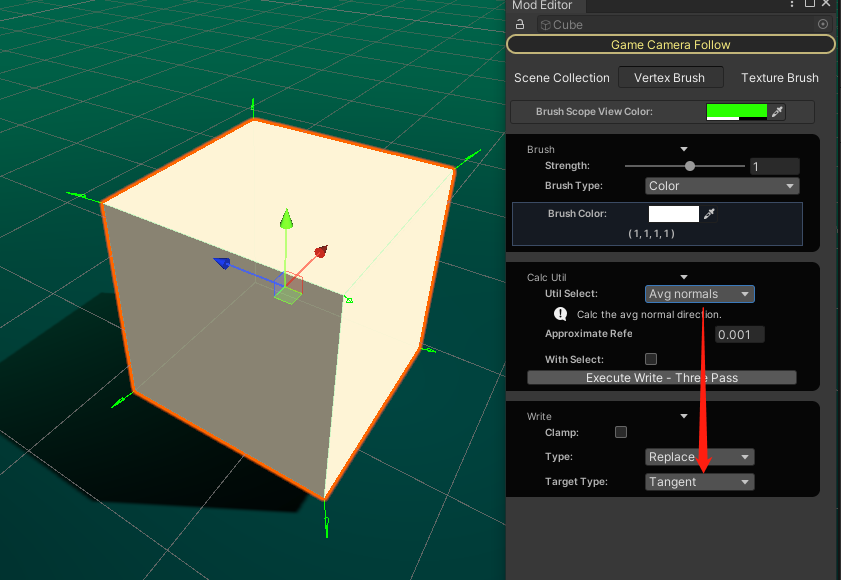 Mod Editor
Cube
Game Camera Follow
Scene Collection Vertex Brush Texture Brush
Brush Scope View Color:
Brush
Strength: 1
Brush Type: Color
Brush Color:
( 1, 1, 1, 1 )
Calc Util
Util Select: Avg normals
Calc the avg normal direction.
Approximate Refe 0.001
With Select:
Execute Write - Three Pass
Write
Clamp:
Type: Replace
Target Type: Tangent